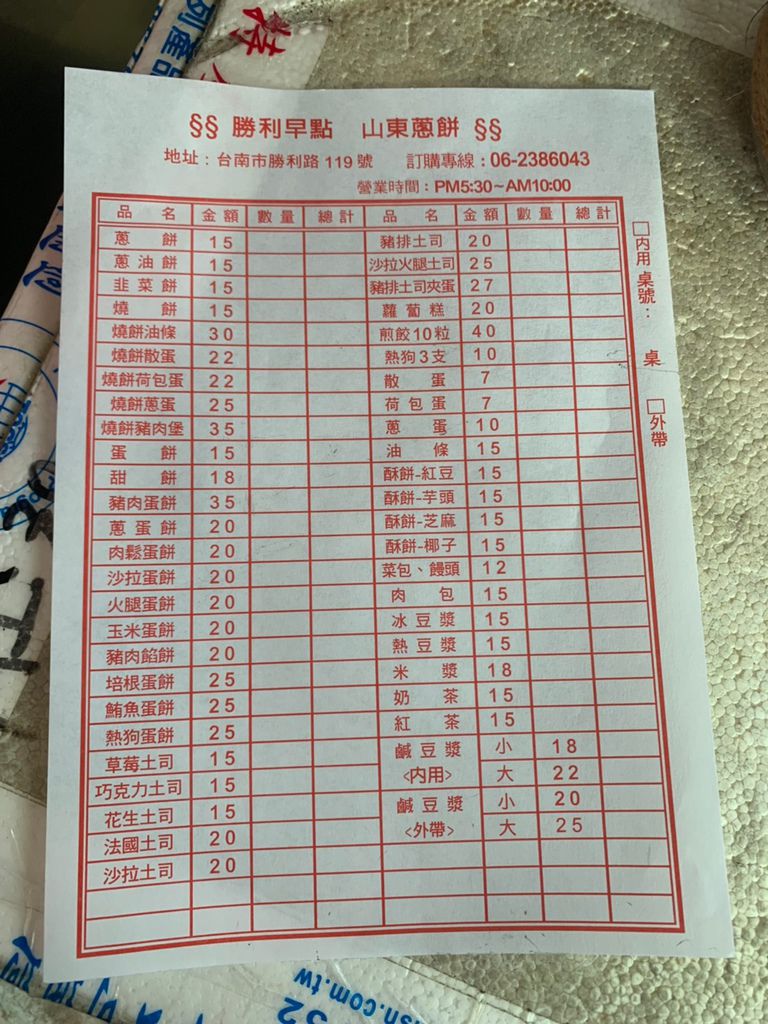 §§ 勝利早點 山東蔥餅 §§
地址：台南市勝利路 119 號 訂購專線：06-2386043
營業時間：PM5:30～AM10:00
品名 金額 數量 總計 品名 金額 數量 總計
蔥餅 15 豬排土司 20
蔥油餅 15 沙拉火腿土司 25
韭菜餅 15 豬排土司夾蛋 27
燒餅 15 蘿蔔糕 20
燒餅油條 30 煎餃10粒 40
燒餅散蛋 22 熱狗3支 10
燒餅荷包蛋 22 散蛋 7
燒餅蔥蛋 25 荷包蛋 7
燒餅豬肉堡 35 蔥蛋 10
蛋餅 15 油條 15
甜餅 18 酥餅-紅豆 15
豬肉蛋餅 35 酥餅-芋頭 15
蔥蛋餅 20 酥餅-芝麻 15
肉鬆蛋餅 20 酥餅-椰子 15
沙拉蛋餅 20 菜包、饅頭 12
火腿蛋餅 20 肉包 15
玉米蛋餅 20 冰豆漿 15
豬肉餡餅 20 熱豆漿 15
培根蛋餅 25 米漿 18
鮪魚蛋餅 25 奶茶 15
熱狗蛋餅 25 紅茶 15
草莓土司 15 鹹豆漿 小 18
巧克力土司 15 <內用> 大 22
花生土司 15 鹹豆漿 小 20
法國土司 20 <外帶> 大 25
沙拉土司 20
□內用 桌號： 桌
□外帶
列產品
sn.com.tw
52